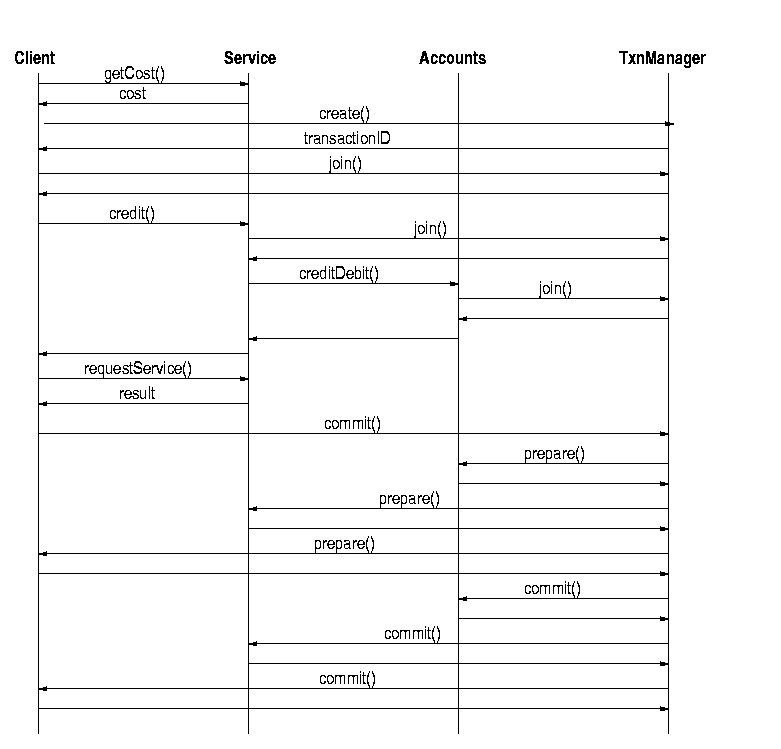 Client Service Accounts TxnManager
getCost()
cost
create()
transactionID
join()
credit()
join()
creditDebit()
join()
requestService()
result
commit()
prepare()
prepare()
prepare()
commit()
commit()
commit()